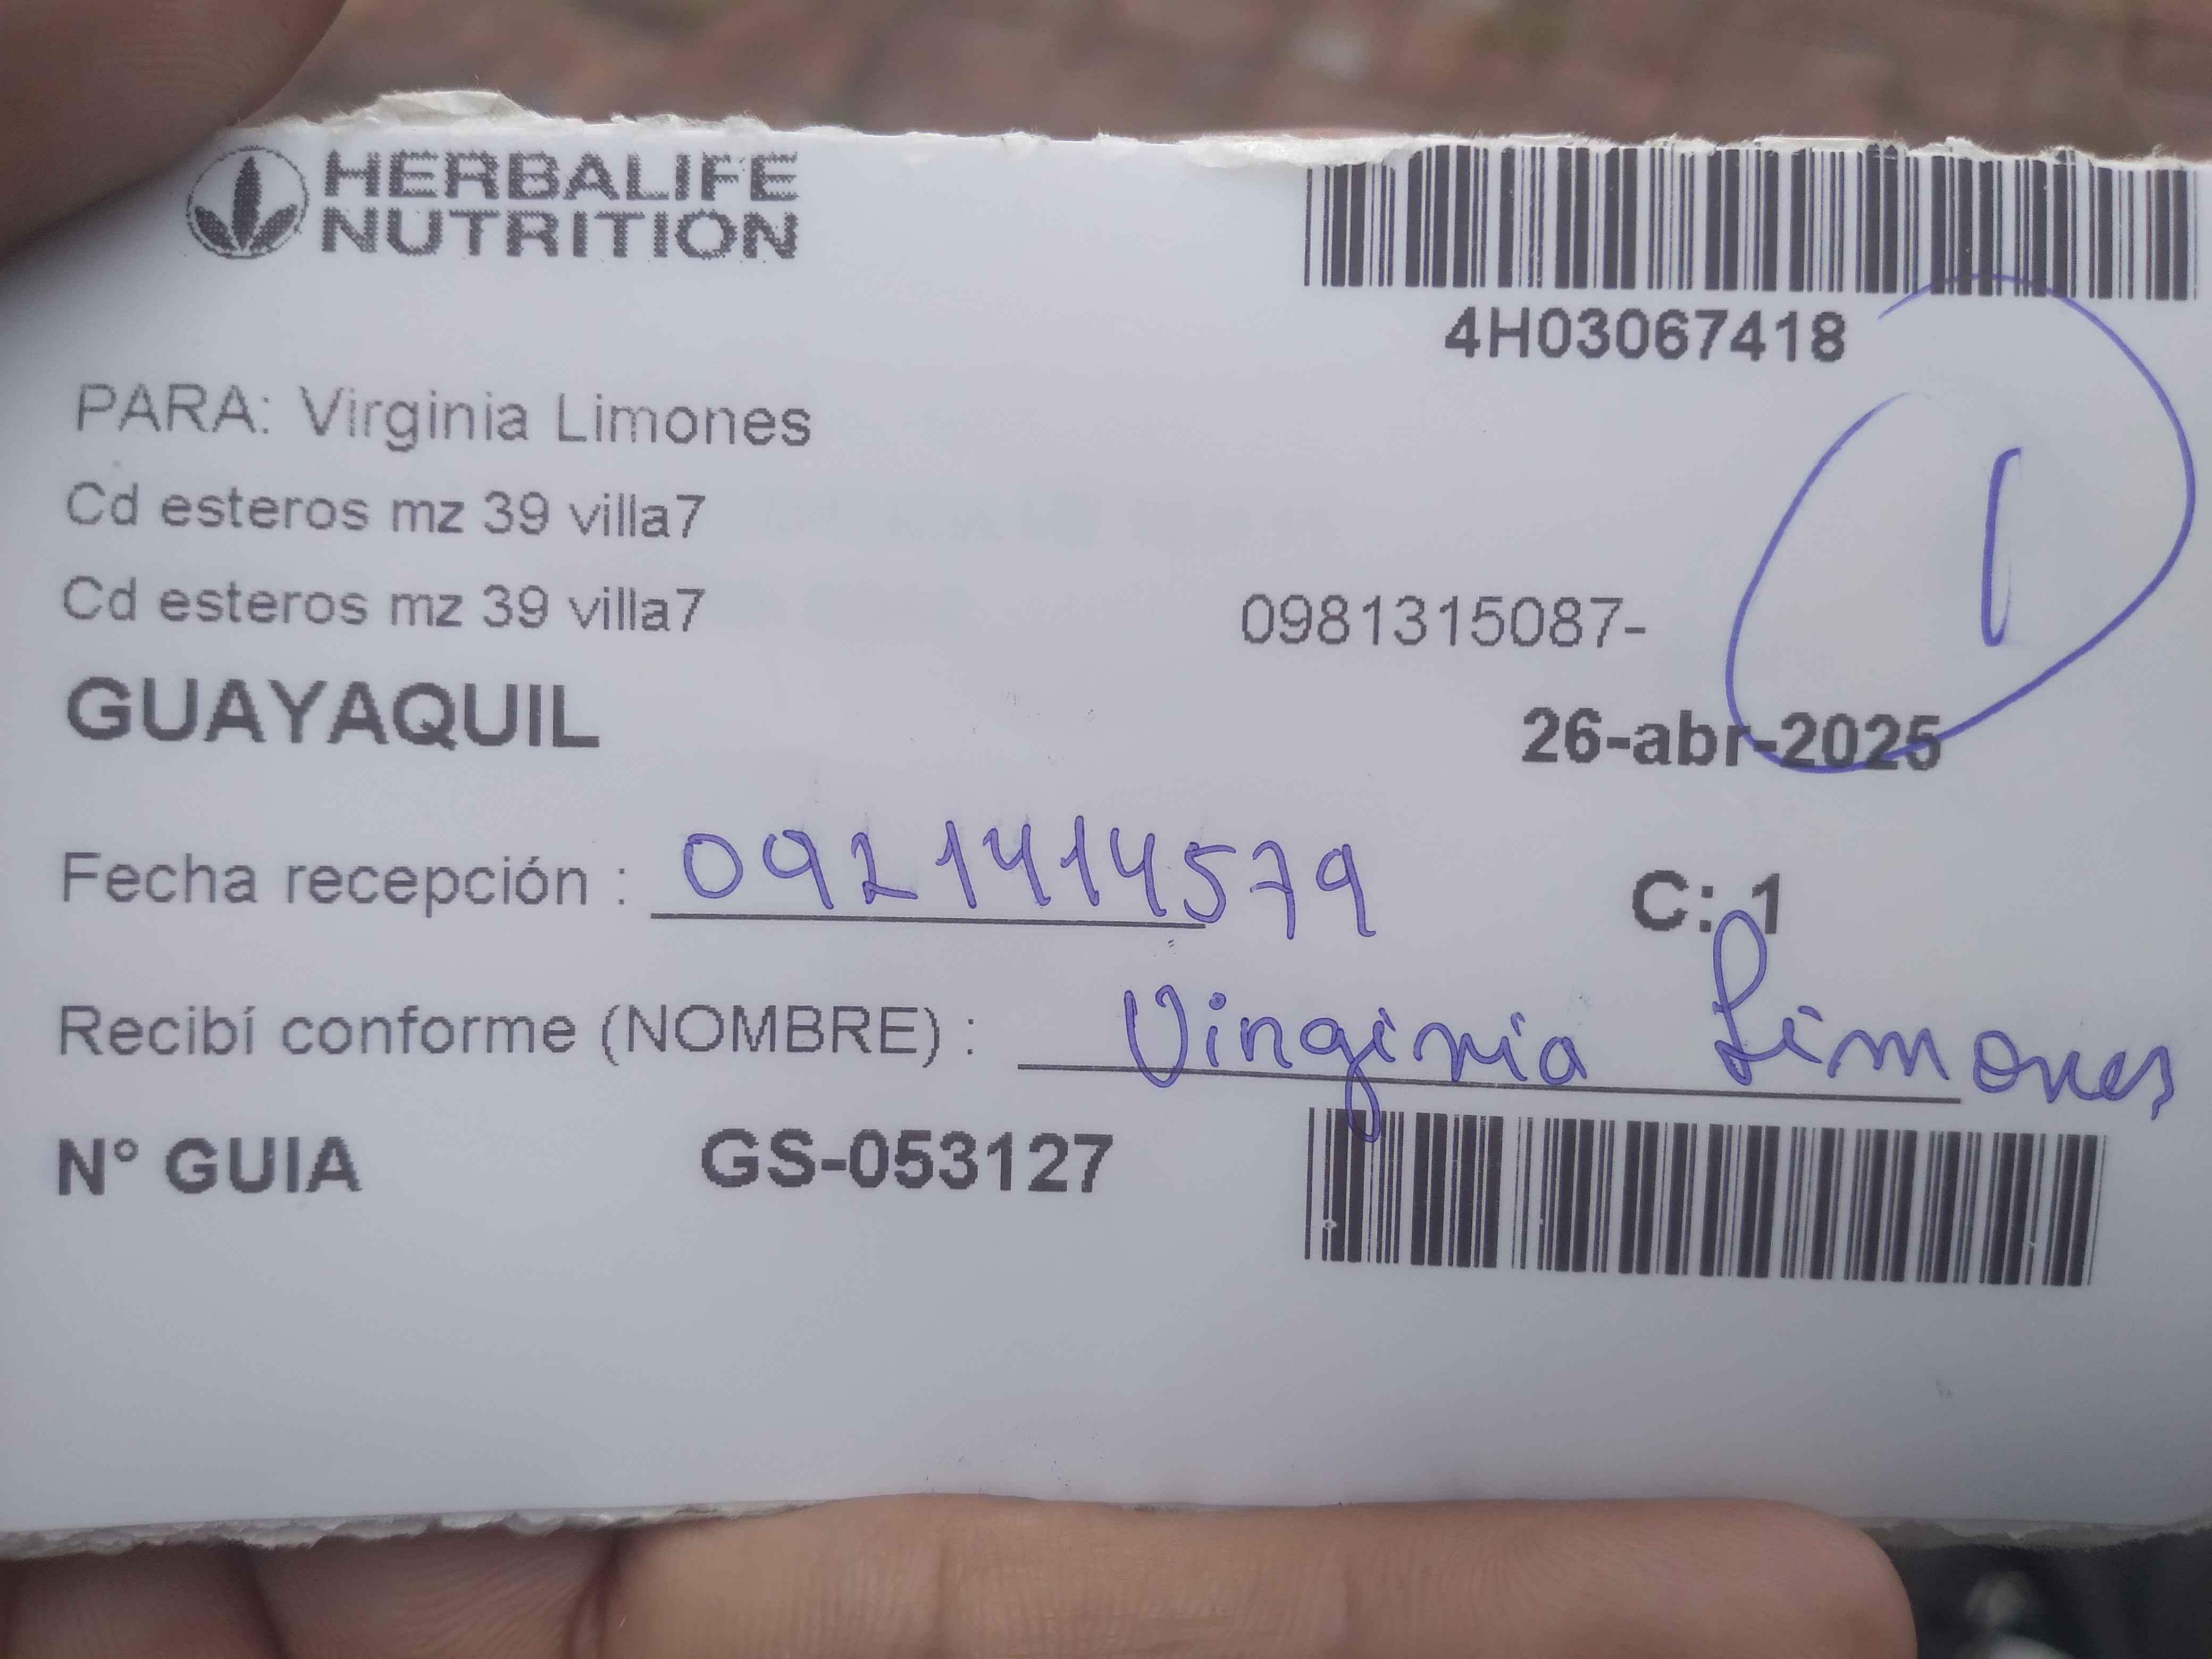 HERBALIFE
NUTRITION
4H03067418
PARA: Virginia Limones
Cd esteros mz 39 villa7
Cd esteros mz 39 villa7
0981315087-
1
GUAYAQUIL
26-abr-2025
Fecha recepción : 0921414579
C: 1
Recibí conforme (NOMBRE) : Virginia Limones
N° GUIA GS-053127